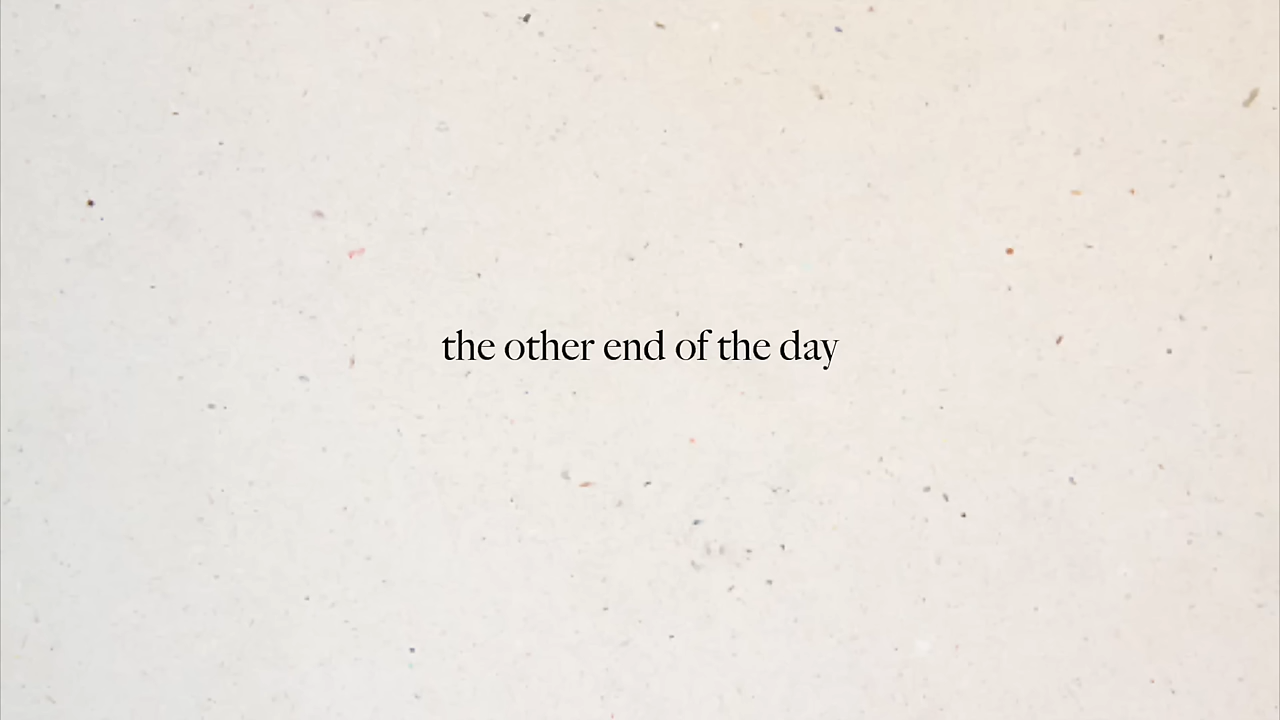 the other end of the day